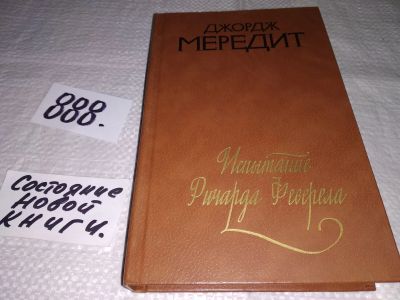 ДЖОРДЖ
МЕРЕДИТ
888.
Испытание
Ричарда Феверела
Состояние
Новой
книги.